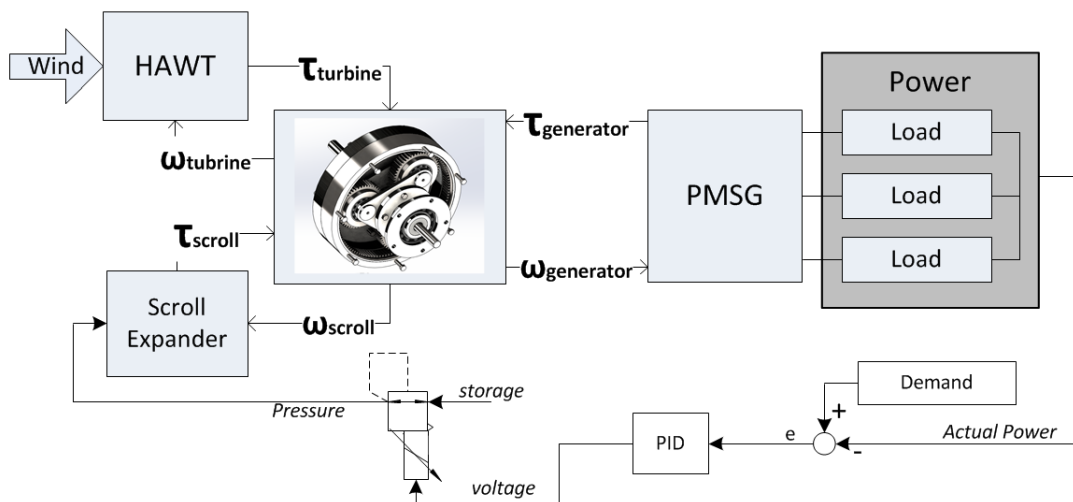 Wind
HAWT
τturbine
ωtubrine
τgenerator
PMSG
Power
Load
Load
Load
τscroll
ωgenerator
Scroll
Expander
ωscroll
storage
Pressure
Demand
+
PID
e
-
Actual Power
voltage